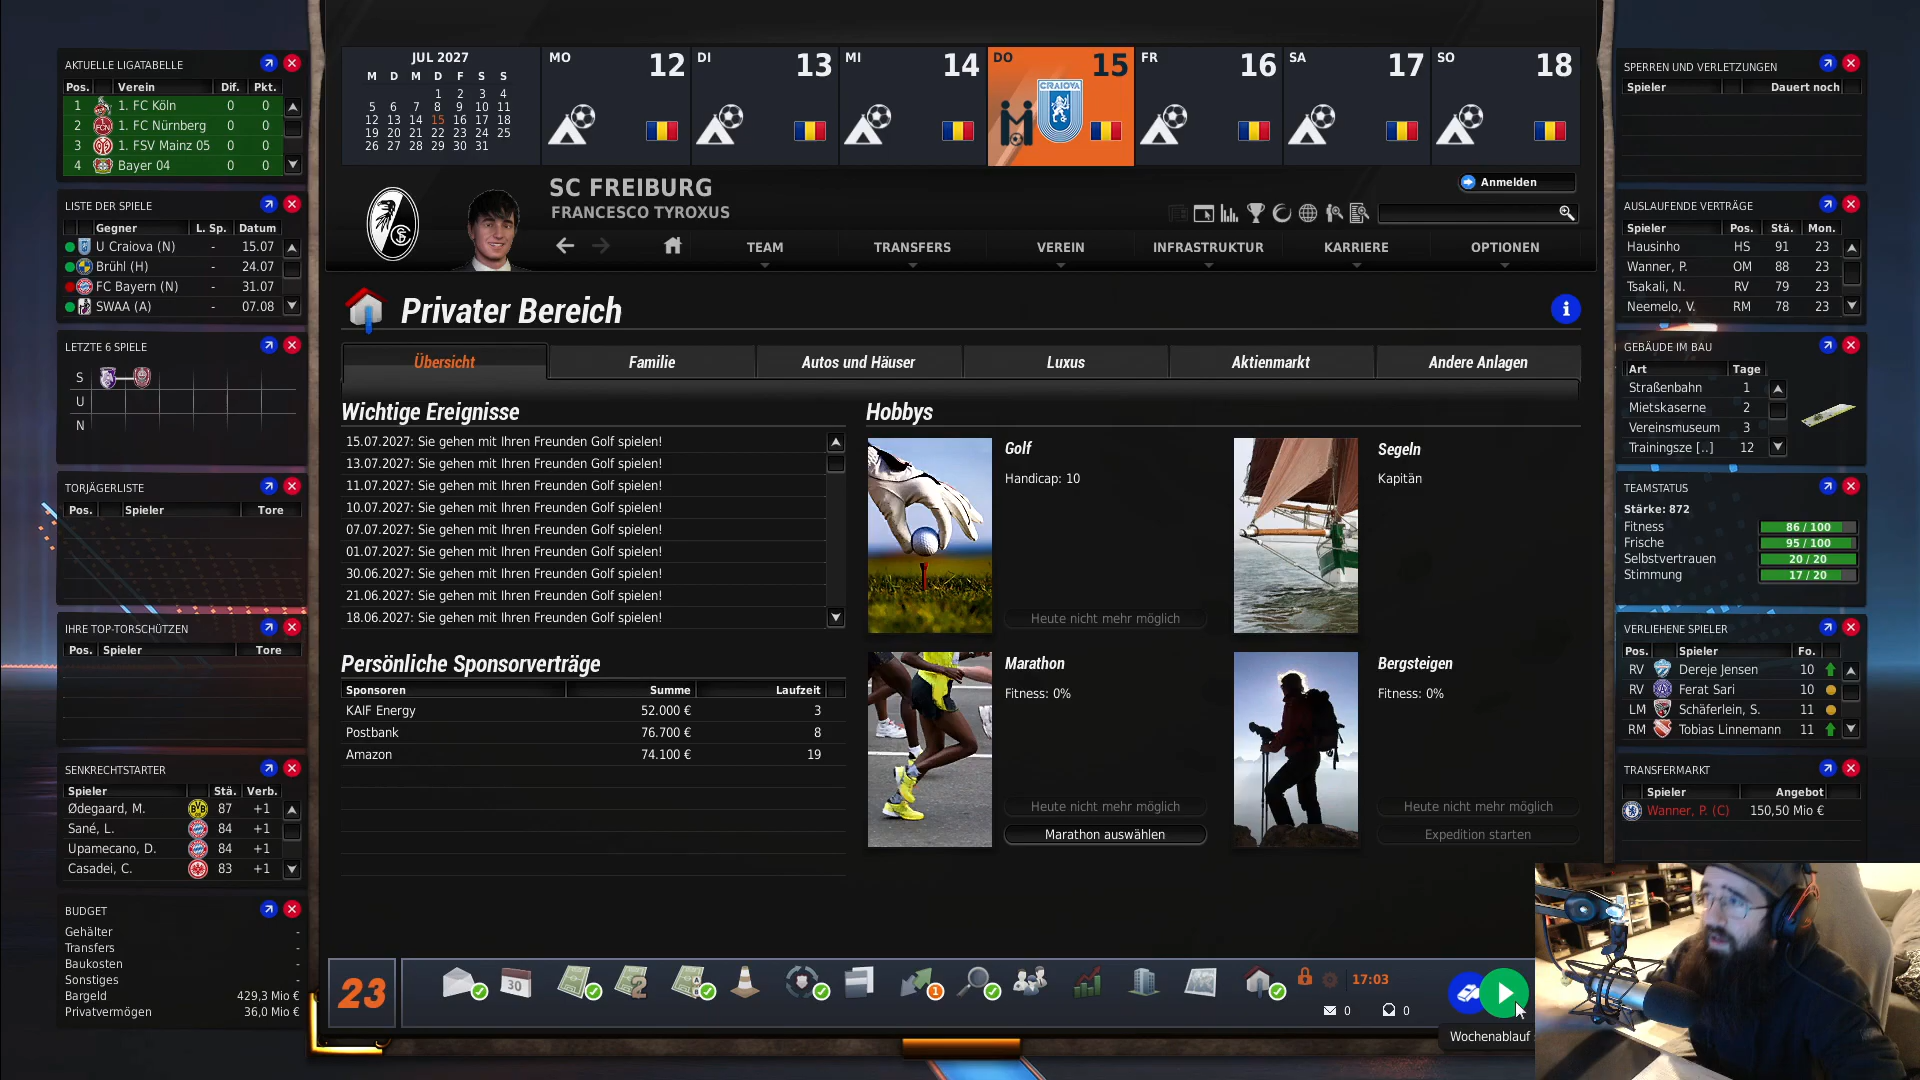 AKTUELLE LIGATABELLE
Pos. Verein Dif. Pkt.
1 1. FC Köln 0 0
2 1. FC Nürnberg 0 0
3 1. FSV Mainz 05 0 0
4 Bayer 04 0 0
LISTE DER SPIELE
Gegner L. Sp. Datum
U Craiova (N) - 15.07
Brühl (H) - 24.07
FC Bayern (N) - 31.07
SWAA (A) - 07.08
LETZTE 6 SPIELE
S
U
N
TORJÄGERLISTE
Pos. Spieler Tore
IHRE TOP-TORSCHÜTZEN
Pos. Spieler Tore
SENKRECHTSTARTER
Spieler Stä. Verb.
Ødegaard, M. 87 +1
Sané, L. 84 +1
Upamecano, D. 84 +1
Casadei, C. 83 +1
BUDGET
Gehälter -
Transfers -
Baukosten -
Sonstiges -
Bargeld 429,3 Mio €
Privatvermögen 36,0 Mio €
JUL 2027
M D M D F S S
1 2 3 4
5 6 7 8 9 10 11
12 13 14 15 16 17 18
19 20 21 22 23 24 25
26 27 28 29 30 31
MO 12
DI 13
MI 14
DO 15
CRAIOVA
FR 16
SA 17
SO 18
SC FREIBURG
FRANCESCO TYROXUS
Anmelden
TEAM TRANSFERS VEREIN INFRASTRUKTUR KARRIERE OPTIONEN
Privater Bereich
Übersicht Familie Autos und Häuser Luxus Aktienmarkt Andere Anlagen
Wichtige Ereignisse
15.07.2027: Sie gehen mit Ihren Freunden Golf spielen!
13.07.2027: Sie gehen mit Ihren Freunden Golf spielen!
11.07.2027: Sie gehen mit Ihren Freunden Golf spielen!
10.07.2027: Sie gehen mit Ihren Freunden Golf spielen!
07.07.2027: Sie gehen mit Ihren Freunden Golf spielen!
01.07.2027: Sie gehen mit Ihren Freunden Golf spielen!
30.06.2027: Sie gehen mit Ihren Freunden Golf spielen!
21.06.2027: Sie gehen mit Ihren Freunden Golf spielen!
18.06.2027: Sie gehen mit Ihren Freunden Golf spielen!
Persönliche Sponsorverträge
Sponsoren Summe Laufzeit
KAIF Energy 52.000 € 3
Postbank 76.700 € 8
Amazon 74.100 € 19
Hobbys
Golf
Handicap: 10
Heute nicht mehr möglich
Segeln
Kapitän
Marathon
Fitness: 0%
Heute nicht mehr möglich
Marathon auswählen
Bergsteigen
Fitness: 0%
Heute nicht mehr möglich
Expedition starten
23
30
2
1
17:03
0 0
Wochenablauf
SPERREN UND VERLETZUNGEN
Spieler Dauert noch
AUSLAUFENDE VERTRÄGE
Spieler Pos. Stä. Mon.
Hausinho HS 91 23
Wanner, P. OM 88 23
Tsakali, N. RV 79 23
Neemelo, V. RM 78 23
GEBÄUDE IM BAU
Art Tage
Straßenbahn 1
Mietskaserne 2
Vereinsmuseum 3
Trainingsze [..] 12
TEAMSTATUS
Stärke: 872
Fitness 86 / 100
Frische 95 / 100
Selbstvertrauen 20 / 20
Stimmung 17 / 20
VERLIEHENE SPIELER
Pos. Spieler Fo.
RV Dereje Jensen 10
RV Ferat Sari 10
LM Schäferlein, S. 11
RM Tobias Linnemann 11
TRANSFERMARKT
Spieler Angebot
Wanner, P. (C) 150,50 Mio €